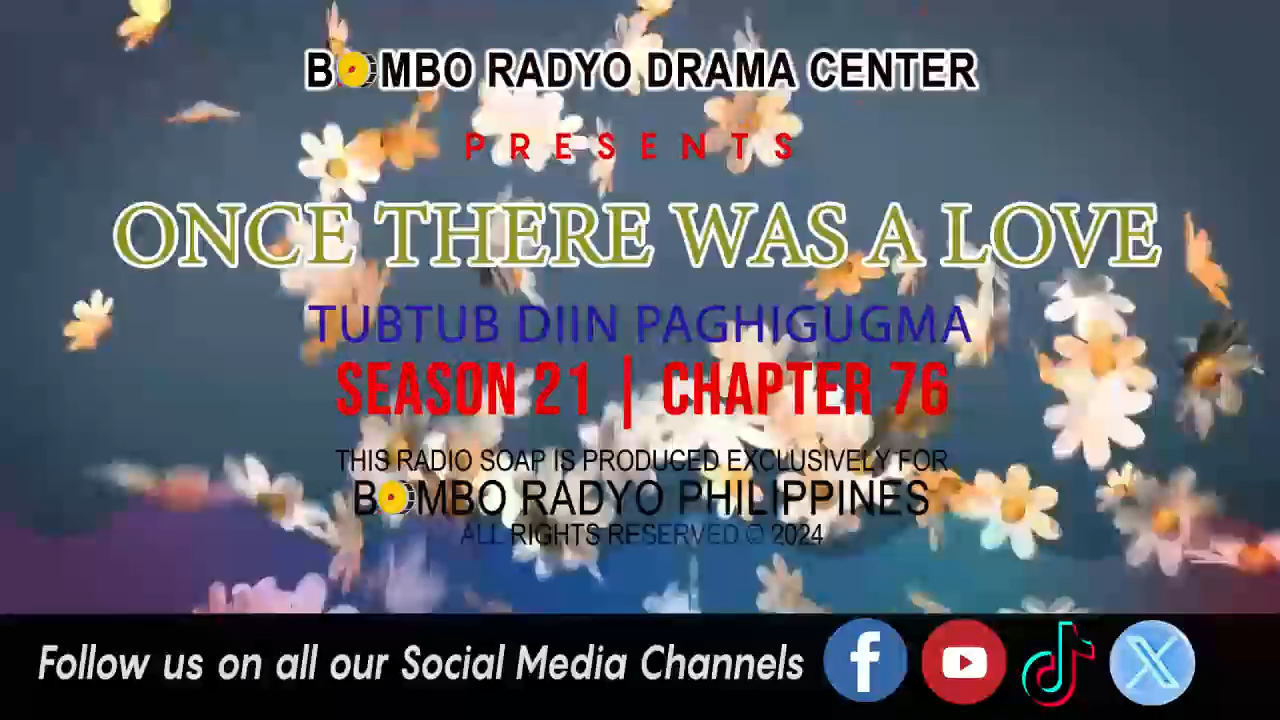 BOMBO RADYO DRAMA CENTER
PRESENTS
ONCE THERE WAS A LOVE
TUBTUB DIIN PAGHIGUGMA
SEASON 21 | CHAPTER 76
THIS RADIO SOAP IS PRODUCED EXCLUSIVELY FOR
BOMBO RADYO PHILIPPINES
ALL RIGHTS RESERVED © 2024
Follow us on all our Social Media Channels